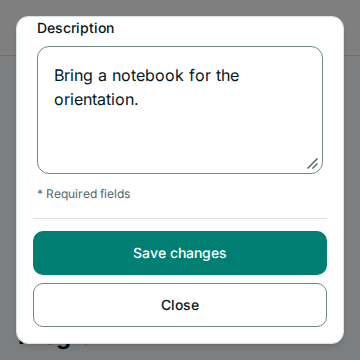 Description
Bring a notebook for the
orientation.
* Required fields
Save changes
Close